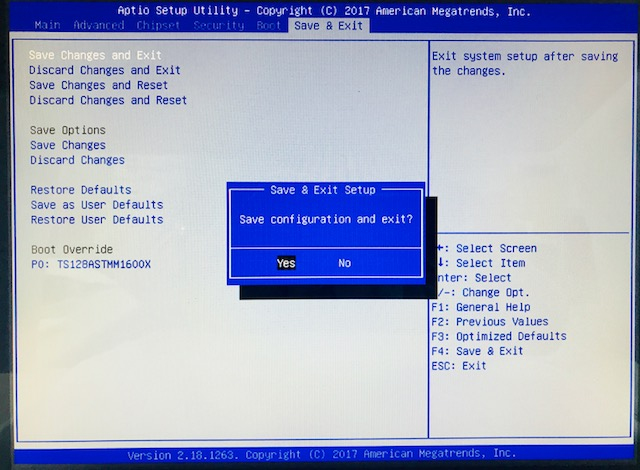 Aptio Setup Utility – Copyright (C) 2017 American Megatrends, Inc.
Main Advanced Chipset Security Boot Save & Exit
Save Changes and Exit
Discard Changes and Exit
Save Changes and Reset
Discard Changes and Reset
Save Options
Save Changes
Discard Changes
Restore Defaults
Save as User Defaults
Restore User Defaults
Boot Override
P0: TS128ASTMM1600X
Exit system setup after saving
the changes.
Save & Exit Setup
Save configuration and exit?
Yes No
: Select Screen
: Select Item
nter: Select
/-: Change Opt.
F1: General Help
F2: Previous Values
F3: Optimized Defaults
F4: Save & Exit
ESC: Exit
Version 2.18.1263. Copyright (C) 2017 American Megatrends, Inc.